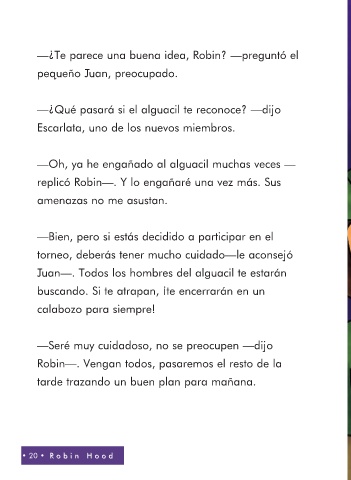 —¿Te parece una buena idea, Robin? —preguntó el
pequeño Juan, preocupado.
—¿Qué pasará si el alguacil te reconoce? —dijo
Escarlata, uno de los nuevos miembros.
—Oh, ya he engañado al alguacil muchas veces —
replicó Robin—. Y lo engañaré una vez más. Sus
amenazas no me asustan.
—Bien, pero si estás decidido a participar en el
torneo, deberás tener mucho cuidado—le aconsejó
Juan—. Todos los hombres del alguacil te estarán
buscando. Si te atrapan, ¡te encerrarán en un
calabozo para siempre!
—Seré muy cuidadoso, no se preocupen —dijo
Robin—. Vengan todos, pasaremos el resto de la
tarde trazando un buen plan para mañana.
• 20 • Robin Hood